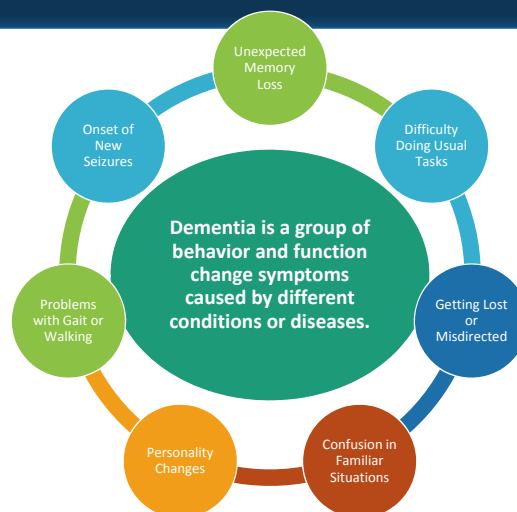 Unexpected
Memory
Loss
Difficulty
Doing Usual
Tasks
Getting Lost
or
Misdirected
Confusion in
Familiar
Situations
Personality
Changes
Problems
with Gait or
Walking
Onset of
New
Seizures
Dementia is a group of
behavior and function
change symptoms
caused by different
conditions or diseases.